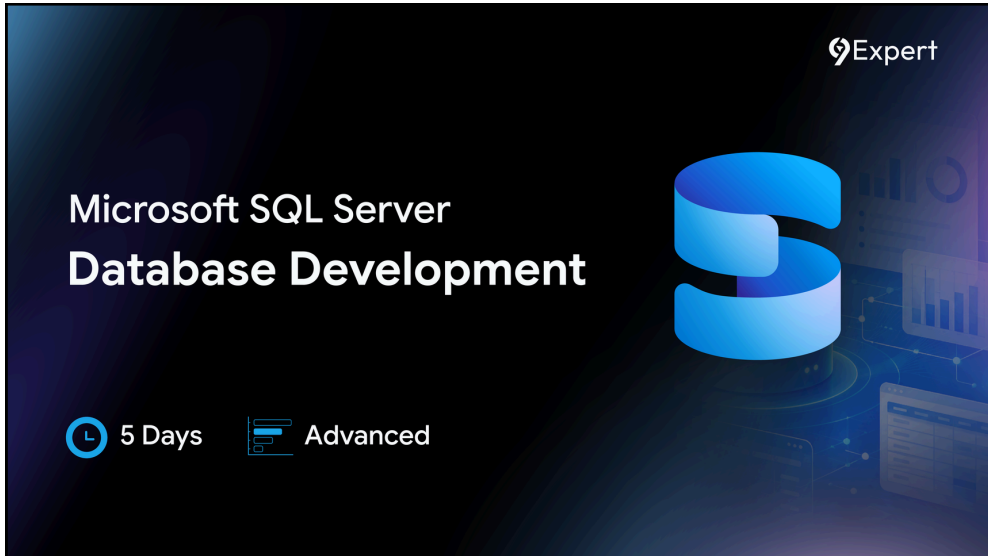 9Expert
Microsoft SQL Server
Database Development
5 Days
Advanced